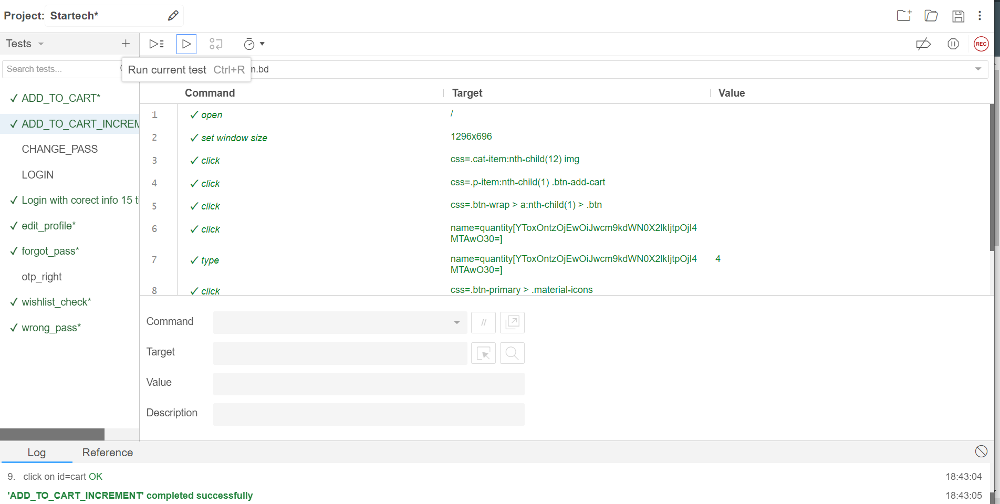 Project: Startech*
Tests
REC
Search tests...
Run current test Ctrl+R
m.bd
Command Target Value
✓ ADD_TO_CART*
✓ ADD_TO_CART_INCREM
CHANGE_PASS
LOGIN
✓ Login with corect info 15 ti
✓ edit_profile*
✓ forgot_pass*
otp_right
✓ wishlist_check*
✓ wrong_pass*
1 ✓ open /
2 ✓ set window size 1296x696
3 ✓ click css=.cat-item:nth-child(12) img
4 ✓ click css=.p-item:nth-child(1) .btn-add-cart
5 ✓ click css=.btn-wrap > a:nth-child(1) > .btn
6 ✓ click name=quantity[YToxOntzOjEwOiJwcm9kdWN0X2lkIjtpOjI4
MTAwO30=]
7 ✓ type name=quantity[YToxOntzOjEwOiJwcm9kdWN0X2lkIjtpOjI4 4
MTAwO30=]
8 ✓ click css=.btn-primary > .material-icons
Command //
Target
Value
Description
Log Reference
9. click on id=cart OK 18:43:04
'ADD_TO_CART_INCREMENT' completed successfully 18:43:05